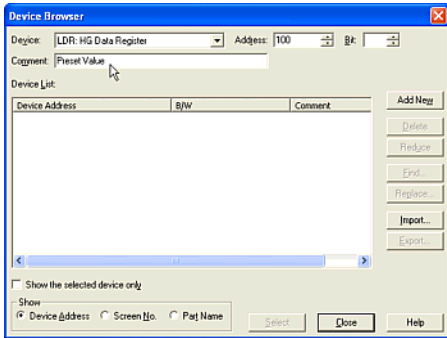 Device Browser
Device: LDR: HG Data Register Address: 100 Bit:
Comment: Preset Value
Device List:
Device Address B/W Comment
Add New
Delete
Reduce
Find...
Replace...
Import...
Export...
Show the selected device only
Show
Device Address Screen No. Part Name
Select Close Help